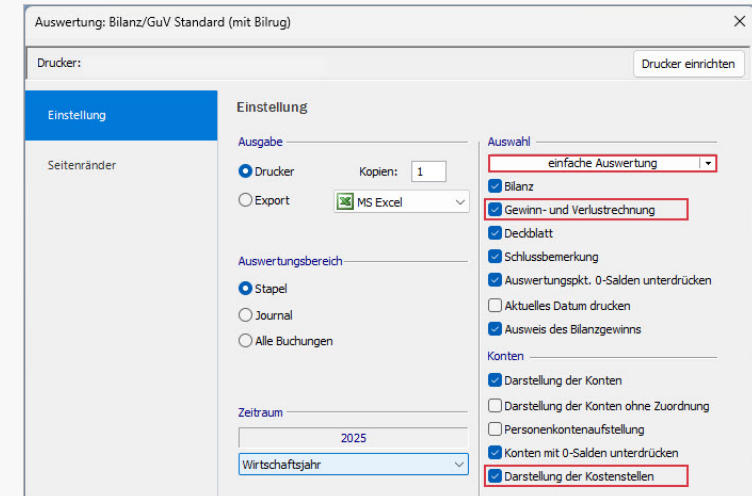 Auswertung: Bilanz/GuV Standard (mit Bilrug)
Drucker:
Drucker einrichten
Einstellung
Seitenränder
Einstellung
Ausgabe
Drucker
Kopien:
1
Export
MS Excel
Auswertungsbereich
Stapel
Journal
Alle Buchungen
Zeitraum
2025
Wirtschaftsjahr
Auswahl
einfache Auswertung
Bilanz
Gewinn- und Verlustrechnung
Deckblatt
Schlussbemerkung
Auswertungspkt. 0-Salden unterdrücken
Aktuelles Datum drucken
Ausweis des Bilanzgewinns
Konten
Darstellung der Konten
Darstellung der Konten ohne Zuordnung
Personenkontenaufstellung
Konten mit 0-Salden unterdrücken
Darstellung der Kostenstellen